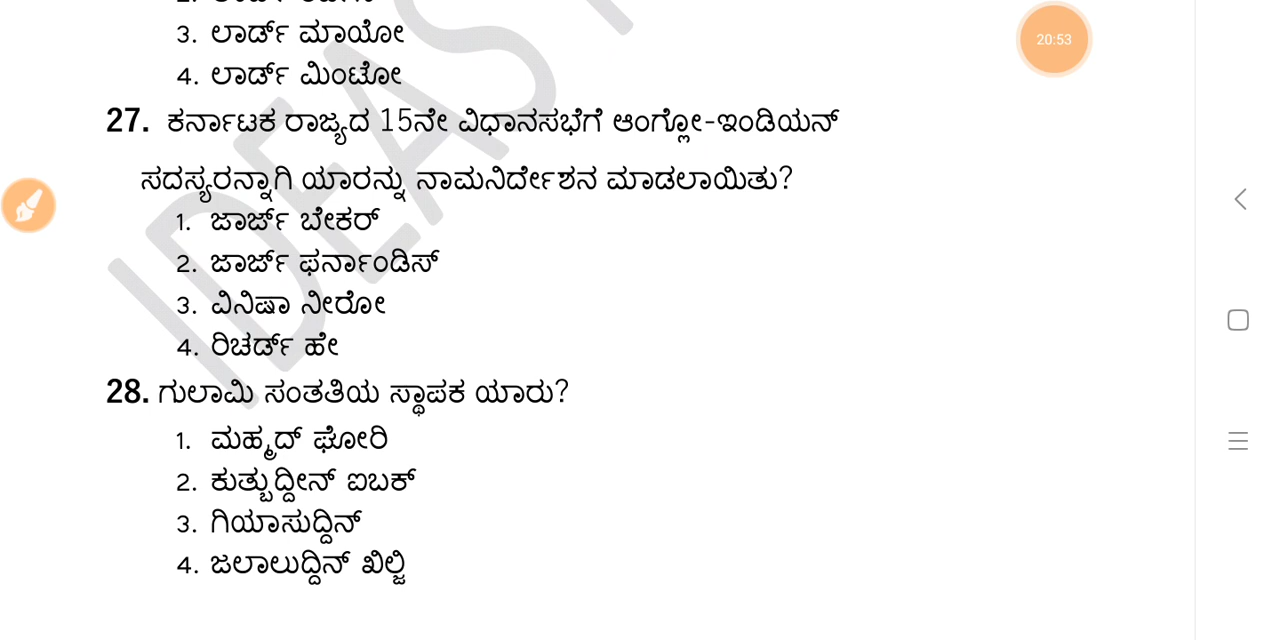 3. ಲಾರ್ಡ್ ಮಾಯೋ
20:53
4. ಲಾರ್ಡ್ ಮಿಂಟೋ
27. ಕರ್ನಾಟಕ ರಾಜ್ಯದ 15ನೇ ವಿಧಾನಸಭೆಗೆ ಆಂಗ್ಲೋ-ಇಂಡಿಯನ್
ಸದಸ್ಯರನ್ನಾಗಿ ಯಾರನ್ನು ನಾಮನಿರ್ದೇಶನ ಮಾಡಲಾಯಿತು?
1. ಜಾರ್ಜ್ ಬೇಕರ್
2. ಜಾರ್ಜ್ ಫರ್ನಾಂಡಿಸ್
3. ವಿನಿಷಾ ನೀರೋ
4. ರಿಚರ್ಡ್ ಹೇ
28. ಗುಲಾಮಿ ಸಂತತಿಯ ಸ್ಥಾಪಕ ಯಾರು?
1. ಮಹ್ಮದ್ ಘೋರಿ
2. ಕುತ್ಬುದ್ದೀನ್ ಐಬಕ್
3. ಗಿಯಾಸುದ್ದಿನ್
4. ಜಲಾಲುದ್ದಿನ್ ಖಿಲ್ಜಿ
IDEAS